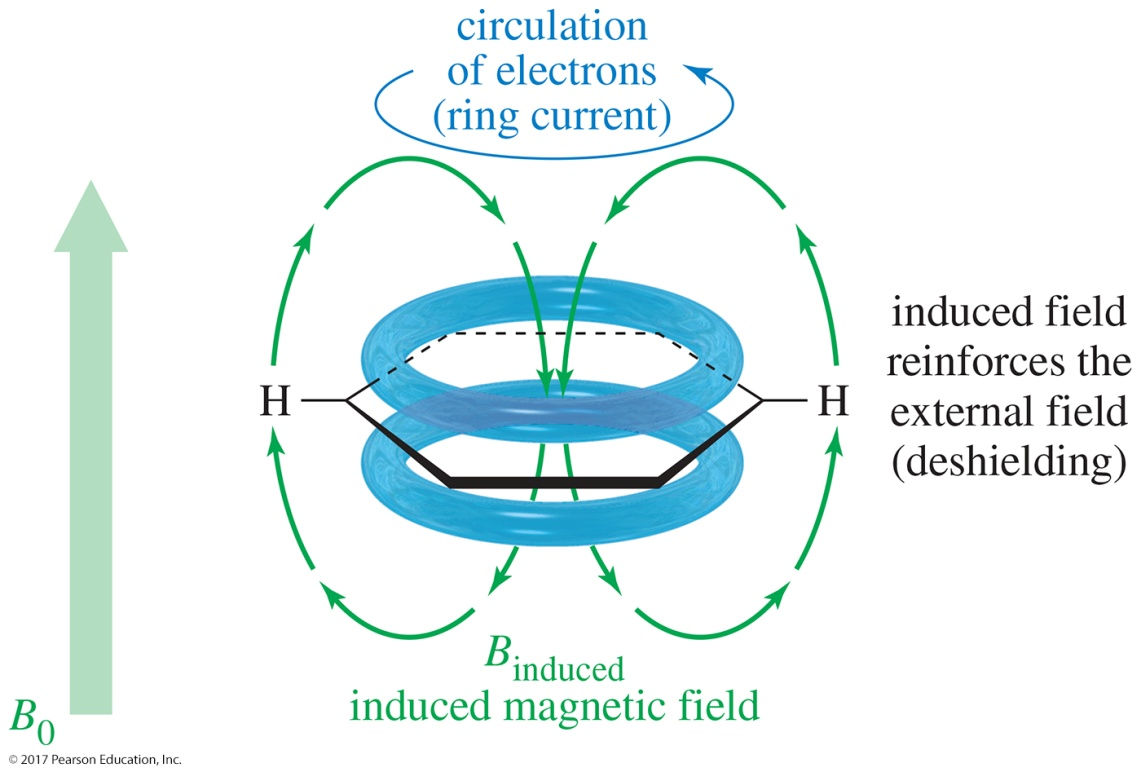 circulation
of electrons
(ring current)
H
H
induced field
reinforces the
external field
(deshielding)
B induced
induced magnetic field
B0
© 2017 Pearson Education, Inc.